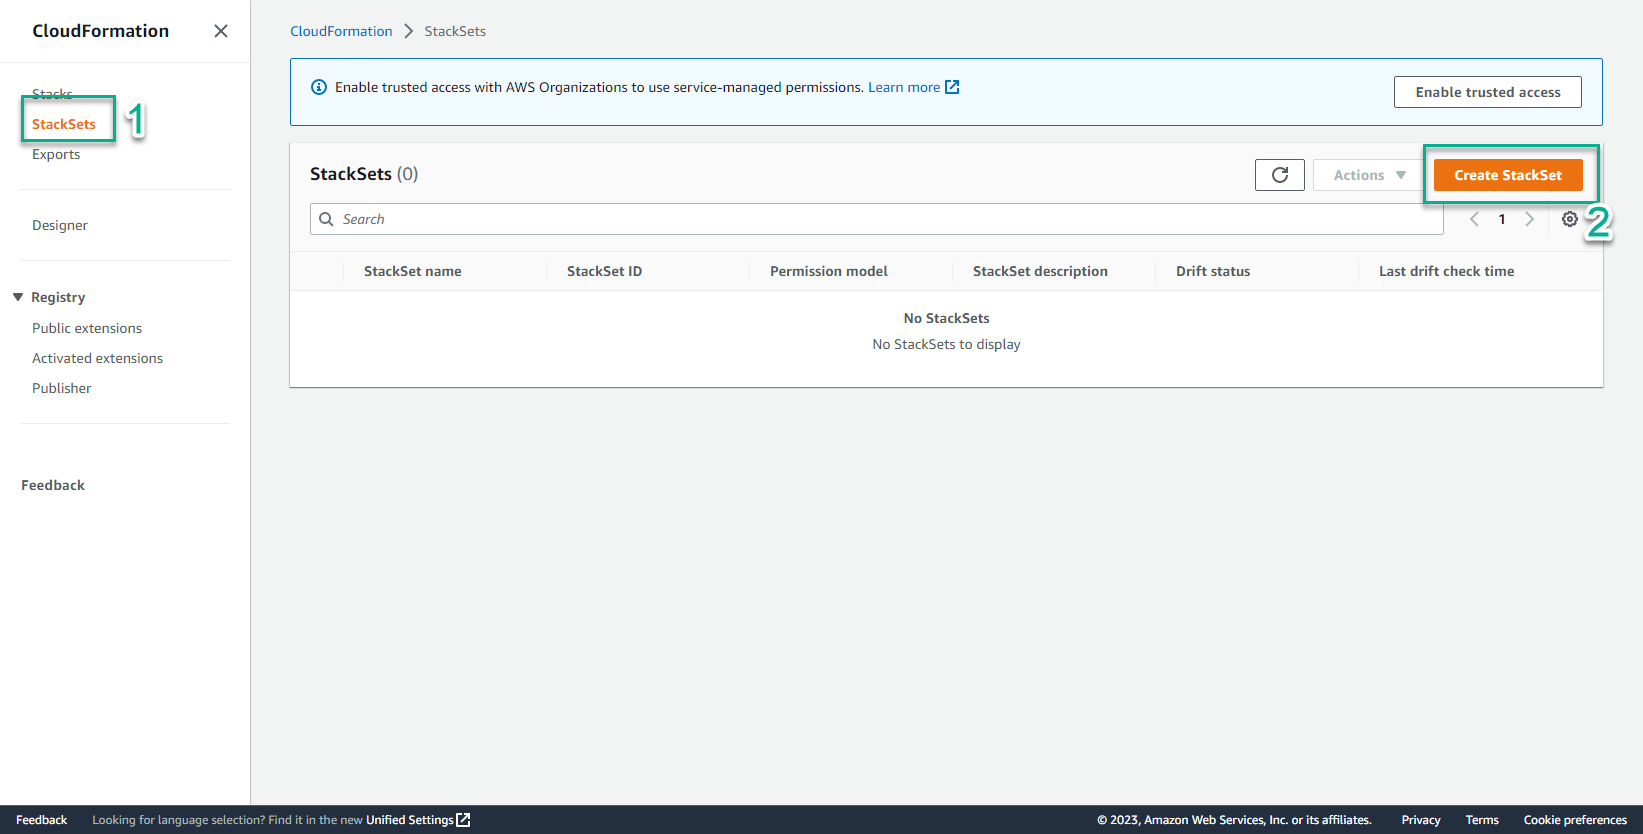 CloudFormation
Stacks
StackSets
1
Exports
Designer
Registry
Public extensions
Activated extensions
Publisher
Feedback
CloudFormation > StackSets
Enable trusted access with AWS Organizations to use service-managed permissions. Learn more
Enable trusted access
StackSets (0)
Actions
Create StackSet
Search
1
2
StackSet name StackSet ID Permission model StackSet description Drift status Last drift check time
No StackSets
No StackSets to display
Feedback Looking for language selection? Find it in the new Unified Settings © 2023, Amazon Web Services, Inc. or its affiliates. Privacy Terms Cookie preferences